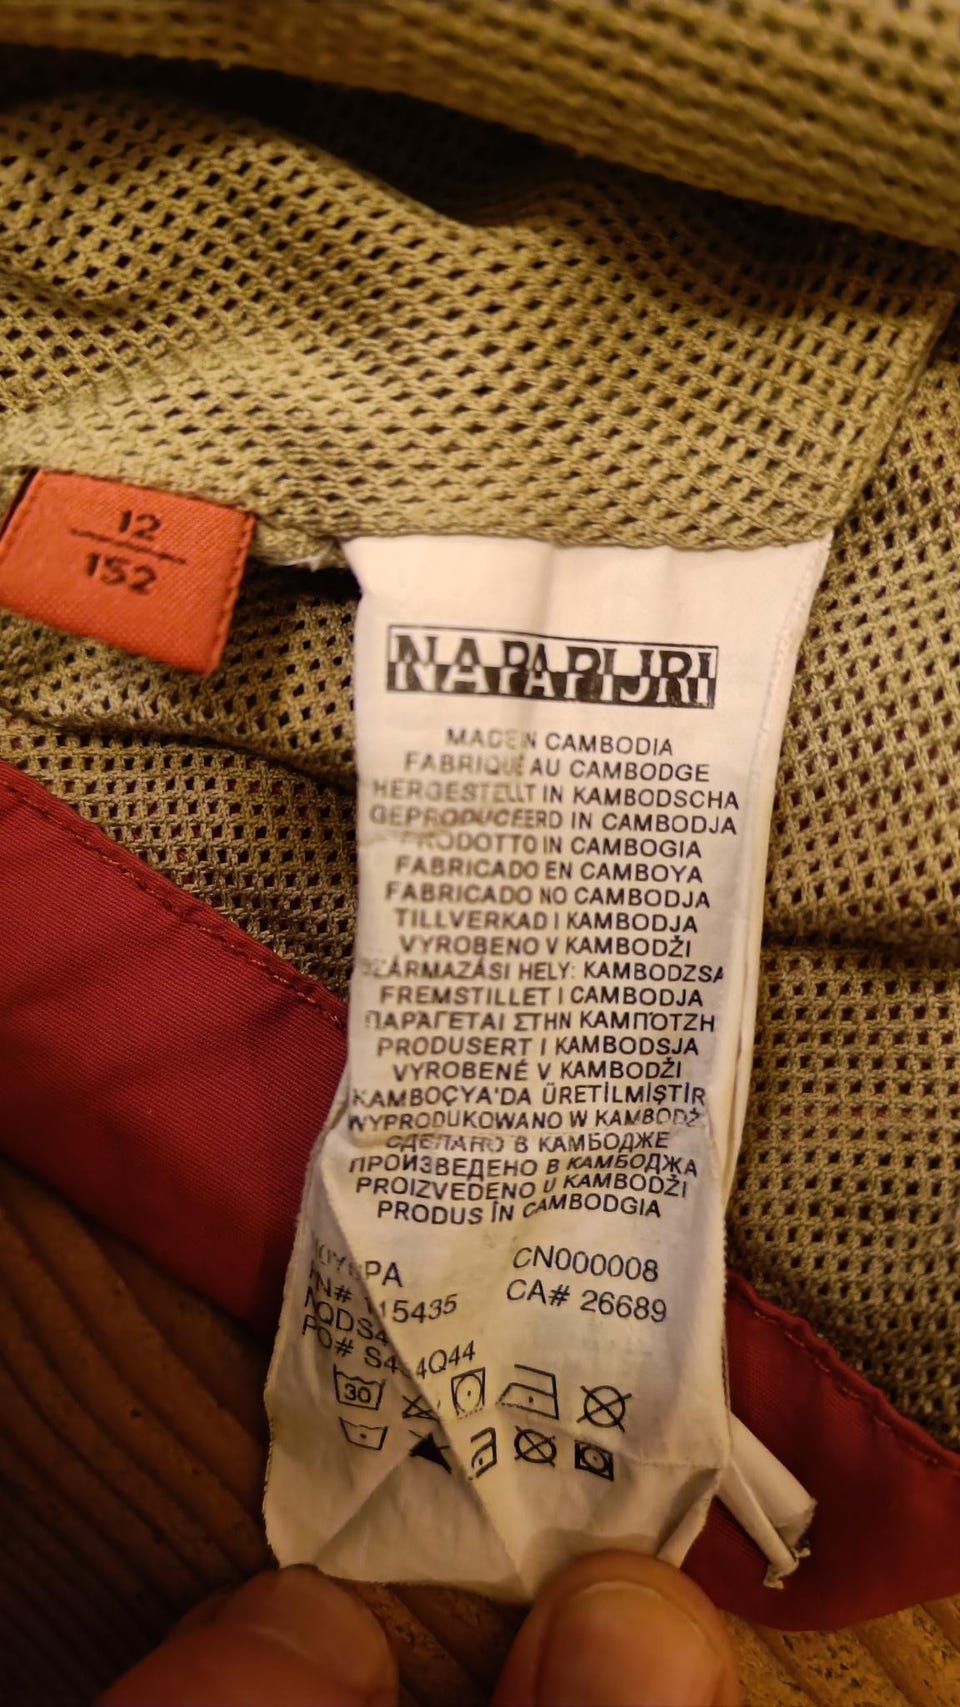 12
152
NAPAPIJRI
MADE IN CAMBODIA
FABRIQUÉ AU CAMBODGE
HERGESTELLT IN KAMBODSCHA
GEPRODUCEERD IN CAMBODJA
PRODOTTO IN CAMBOGIA
FABRICADO EN CAMBOYA
FABRICADO NO CAMBODJA
TILLVERKAD I KAMBODJA
VYROBENO V KAMBODŽI
SZÁRMAZÁSI HELY: KAMBODZSA
FREMSTILLET I CAMBODJA
ΠΑΡΑΓΕΤΑΙ ΣΤΗΝ ΚΑΜΠΌΤΖΗ
PRODUSERT I KAMBODSJA
VYROBENÉ V KAMBODŽI
KAMBOÇYA'DA ÜRETİLMİŞTİR
WYPRODUKOWANO W KAMBODŻ
СДЕЛАНО В КАМБОДЖЕ
ПРОИЗВЕДЕНО В КАМБОДЖА
PROIZVEDENO U KAMBODŽI
PRODUS ÎN CAMBODGIA
CN000008
CA# 26689
30